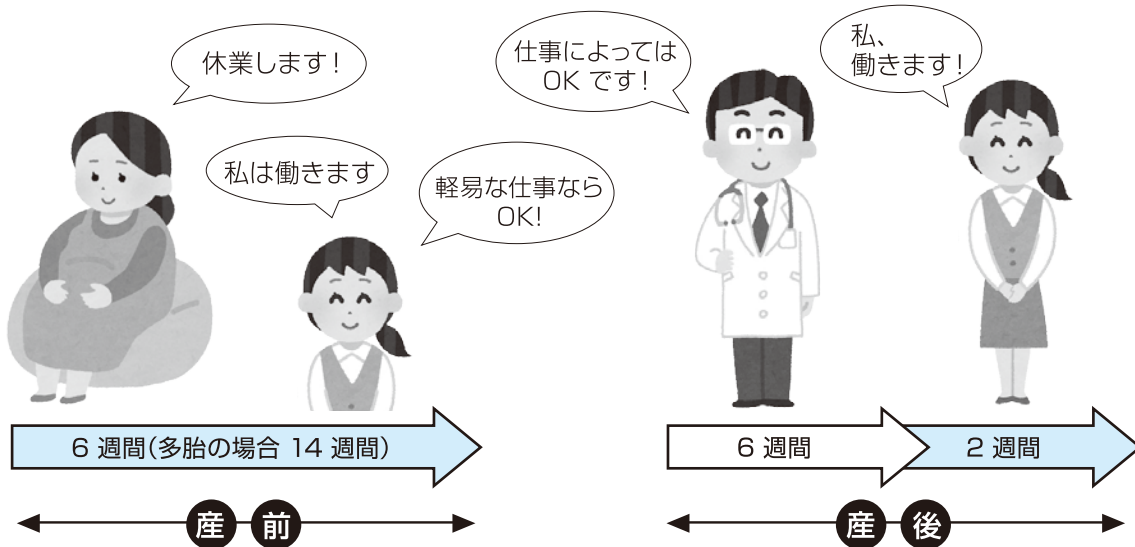 休業します!
私は働きます
軽易な仕事なら
OK!
仕事によっては
OK です!
私、
働きます!
6 週間(多胎の場合 14 週間)
6 週間
2 週間
産 前
産 後